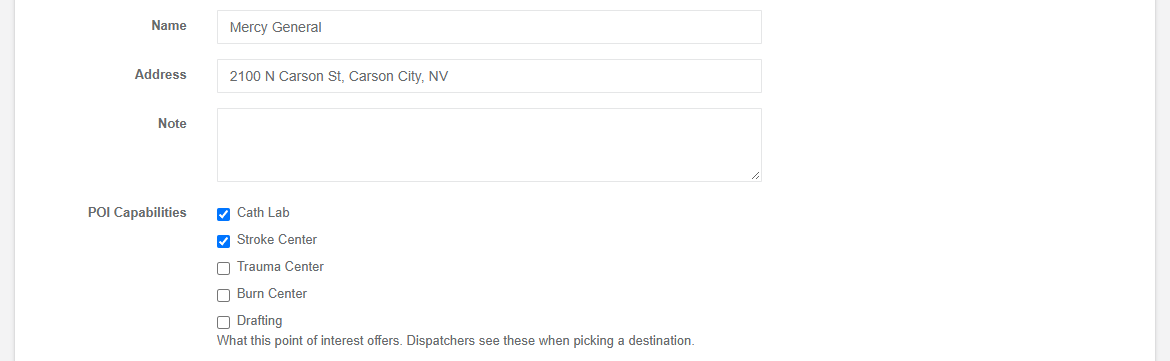 Name
Mercy General
Address
2100 N Carson St, Carson City, NV
Note
POI Capabilities
Cath Lab
Stroke Center
Trauma Center
Burn Center
Drafting
What this point of interest offers. Dispatchers see these when picking a destination.